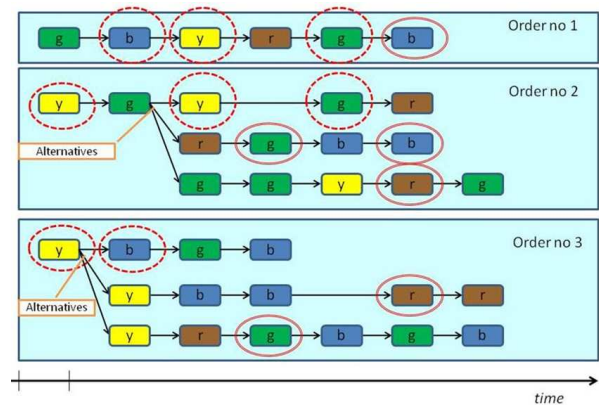 Order no 1
g b y r g b
Order no 2
y g y g r
Alternatives
r g b b
g g y r g
Order no 3
y b g b
Alternatives
y b b r r
y r g b g b
time